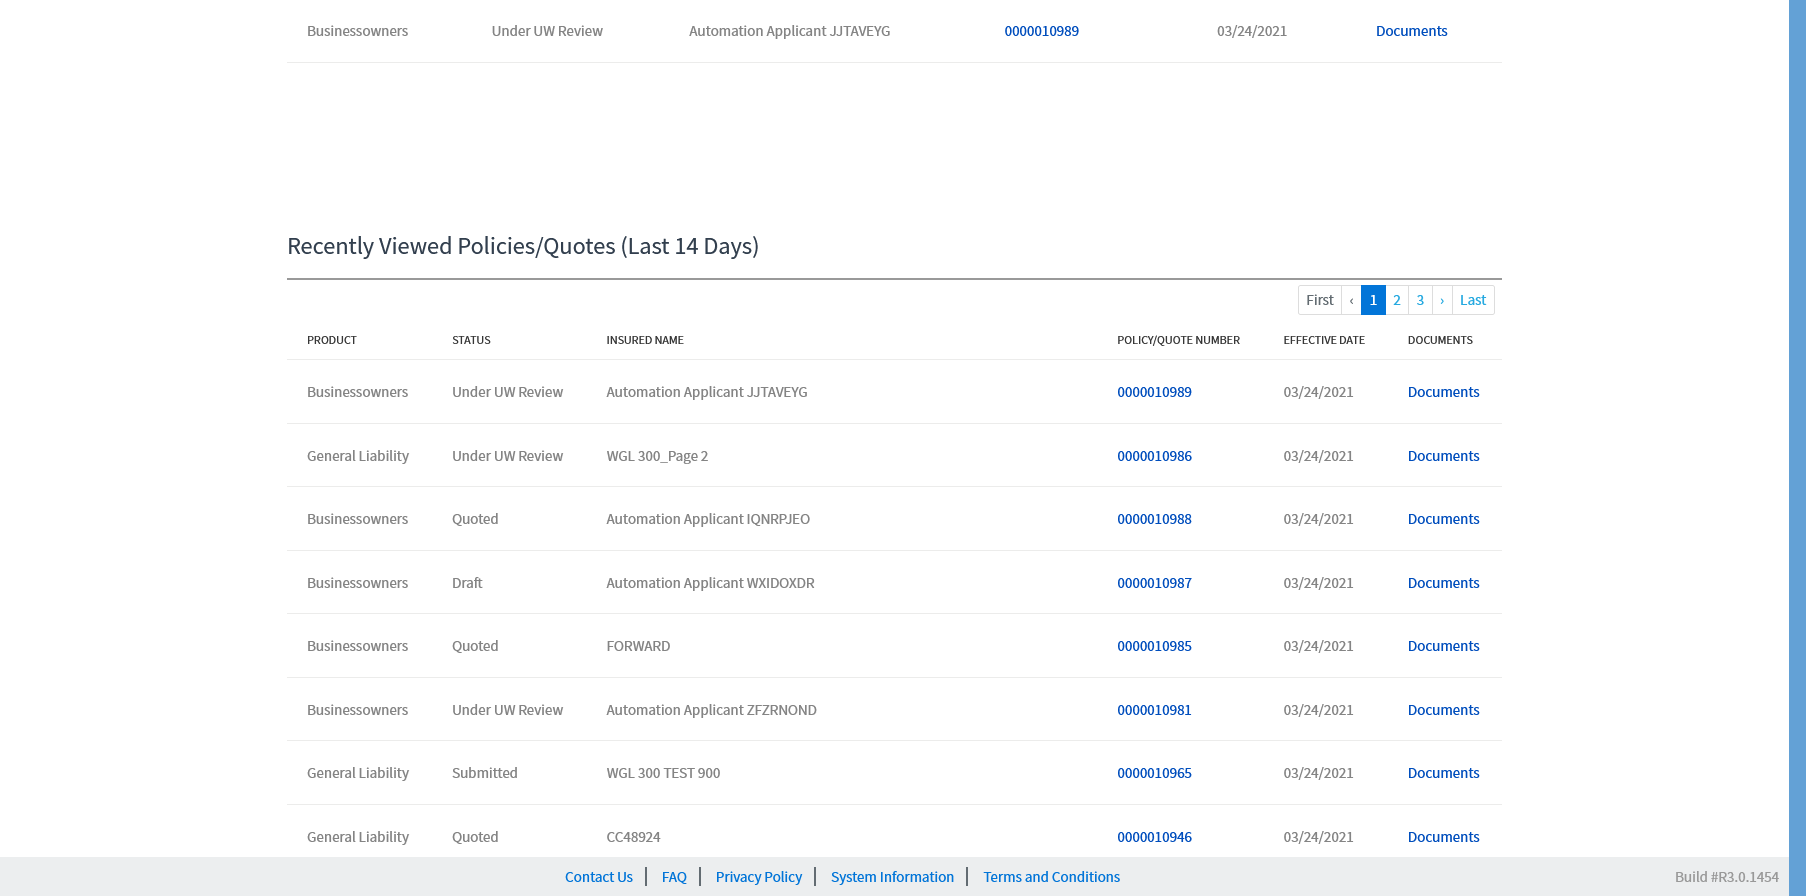 Businessowners Under UW Review Automation Applicant JJTAVEYG 0000010989 03/24/2021 Documents
Recently Viewed Policies/Quotes (Last 14 Days)
First ‹ 1 2 3 › Last
PRODUCT STATUS INSURED NAME POLICY/QUOTE NUMBER EFFECTIVE DATE DOCUMENTS
Businessowners Under UW Review Automation Applicant JJTAVEYG 0000010989 03/24/2021 Documents
General Liability Under UW Review WGL 300_Page 2 0000010986 03/24/2021 Documents
Businessowners Quoted Automation Applicant IQNRPJEO 0000010988 03/24/2021 Documents
Businessowners Draft Automation Applicant WXIDOXDR 0000010987 03/24/2021 Documents
Businessowners Quoted FORWARD 0000010985 03/24/2021 Documents
Businessowners Under UW Review Automation Applicant ZFZRNOND 0000010981 03/24/2021 Documents
General Liability Submitted WGL 300 TEST 900 0000010965 03/24/2021 Documents
General Liability Quoted CC48924 0000010946 03/24/2021 Documents
Contact Us FAQ Privacy Policy System Information Terms and Conditions Build #R3.0.1454